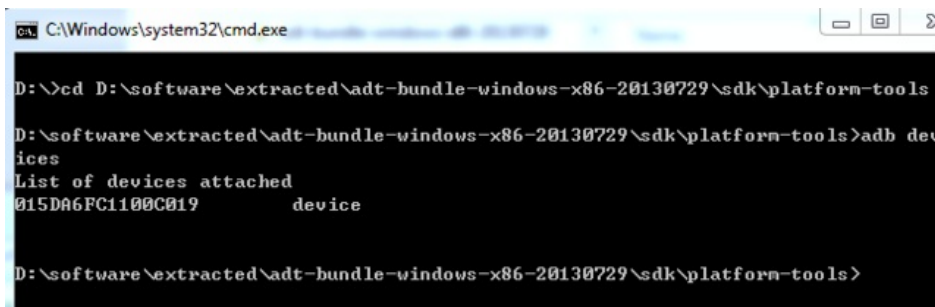 C:\Windows\system32\cmd.exe
D:\>cd D:\software\extracted\adt-bundle-windows-x86-20130729\sdk\platform-tools
D:\software\extracted\adt-bundle-windows-x86-20130729\sdk\platform-tools>adb dev
ices
List of devices attached
015DA6FC1100C019 device
D:\software\extracted\adt-bundle-windows-x86-20130729\sdk\platform-tools>